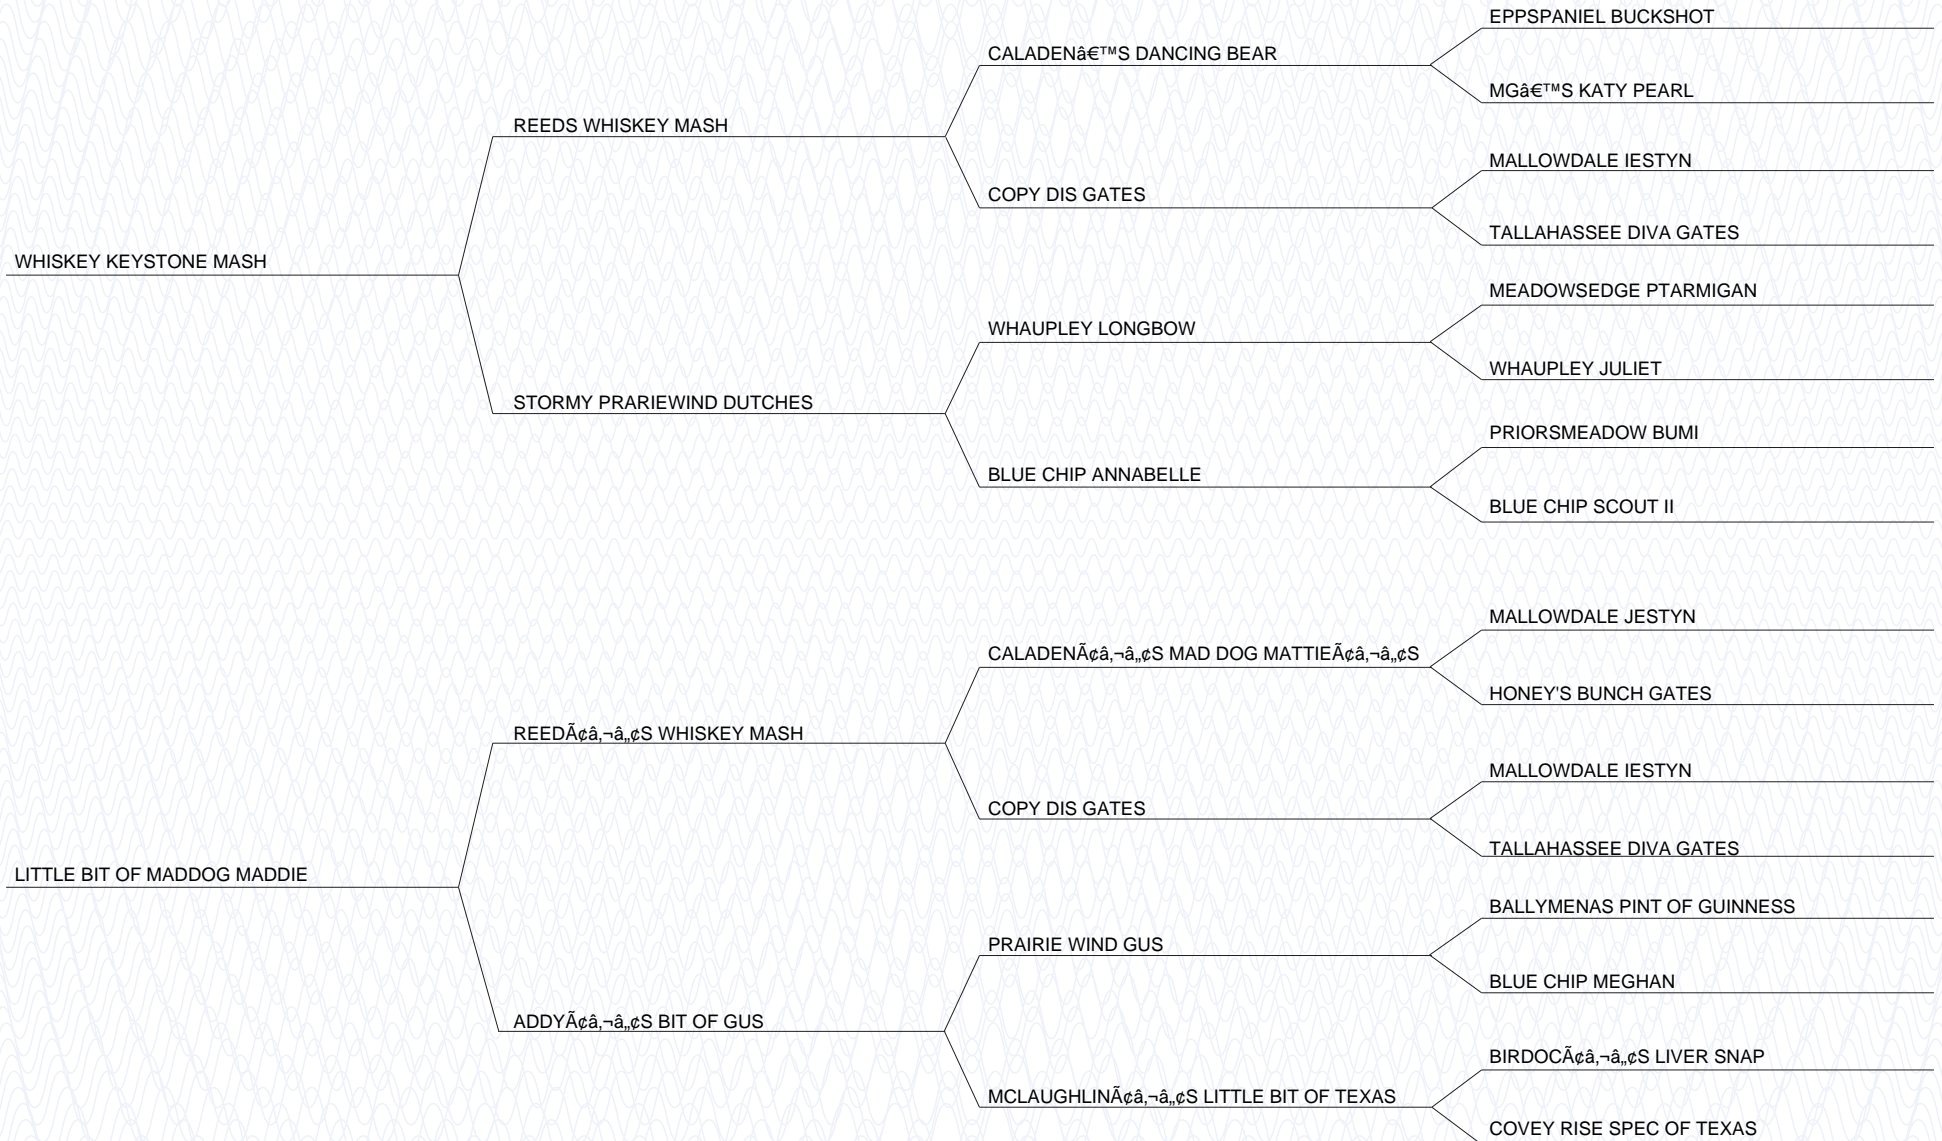 EPPSPANIEL BUCKSHOT
CALADENâ€™S DANCING BEAR
MGâ€™S KATY PEARL
REEDS WHISKEY MASH
MALLOWDALE IESTYN
COPY DIS GATES
TALLAHASSEE DIVA GATES
WHISKEY KEYSTONE MASH
MEADOWSEDGE PTARMIGAN
WHAUPLEY LONGBOW
WHAUPLEY JULIET
STORMY PRARIEWIND DUTCHES
PRIORSMEADOW BUMI
BLUE CHIP ANNABELLE
BLUE CHIP SCOUT II
MALLOWDALE JESTYN
CALADENÃ¢â‚¬â„¢S MAD DOG MATTIEÃ¢â‚¬â„¢S
HONEY'S BUNCH GATES
REEDÃ¢â‚¬â„¢S WHISKEY MASH
MALLOWDALE IESTYN
COPY DIS GATES
TALLAHASSEE DIVA GATES
LITTLE BIT OF MADDOG MADDIE
BALLYMENAS PINT OF GUINNESS
PRAIRIE WIND GUS
BLUE CHIP MEGHAN
ADDYÃ¢â‚¬â„¢S BIT OF GUS
BIRDOCÃ¢â‚¬â„¢S LIVER SNAP
MCLAUGHLINÃ¢â‚¬â„¢S LITTLE BIT OF TEXAS
COVEY RISE SPEC OF TEXAS